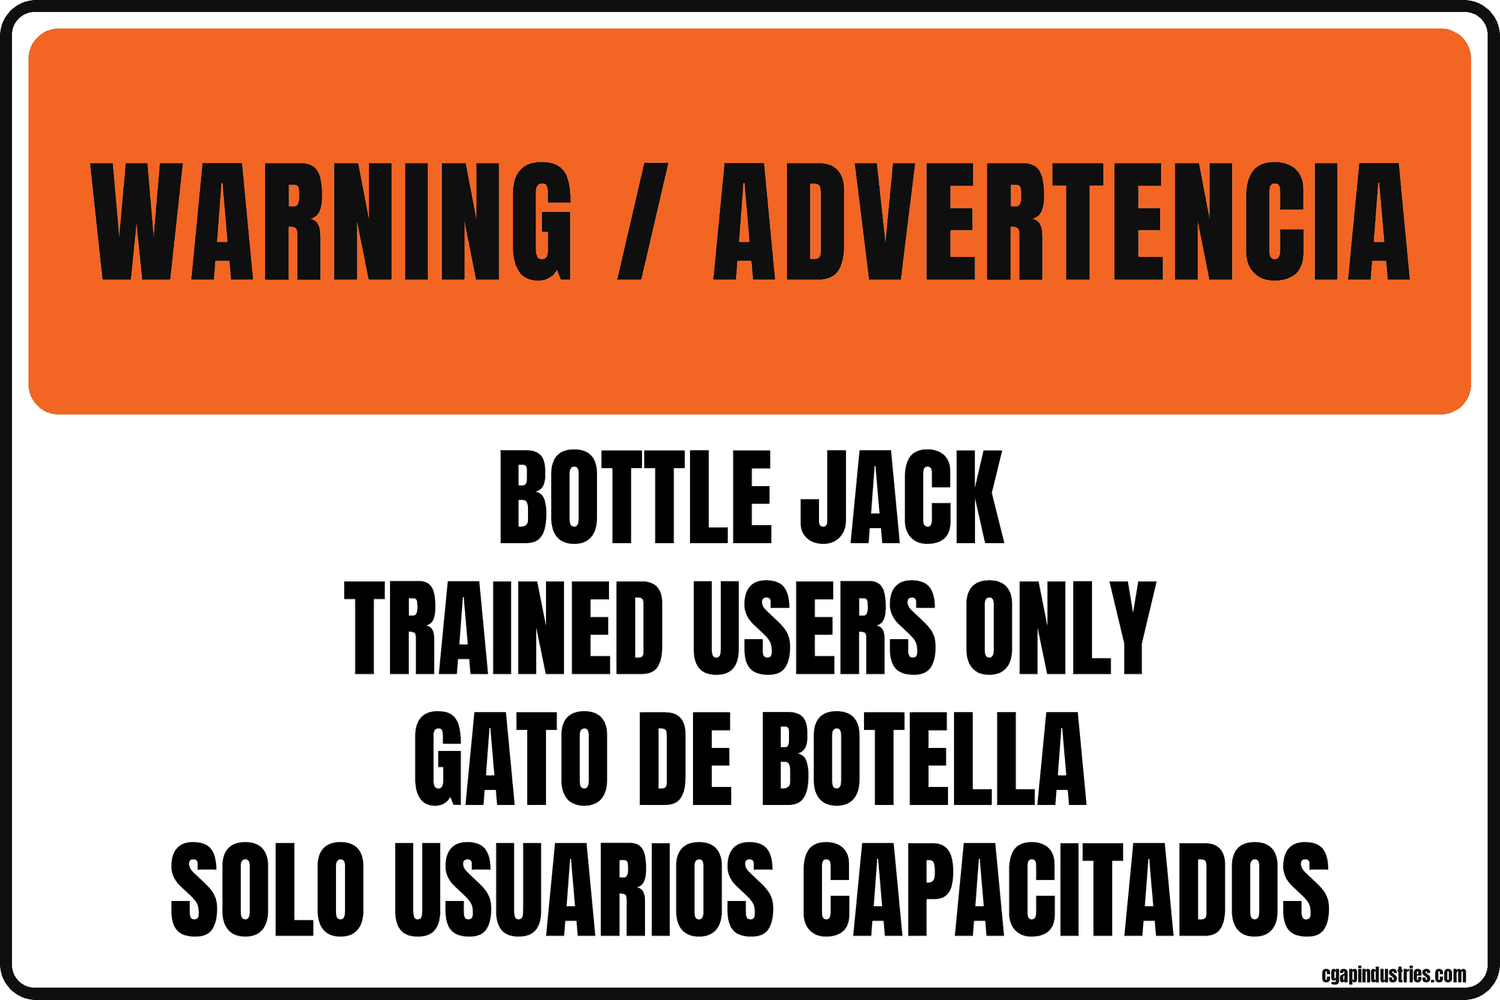 WARNING / ADVERTENCIA
BOTTLE JACK
TRAINED USERS ONLY
GATO DE BOTELLA
SOLO USUARIOS CAPACITADOS
cgapindustries.com